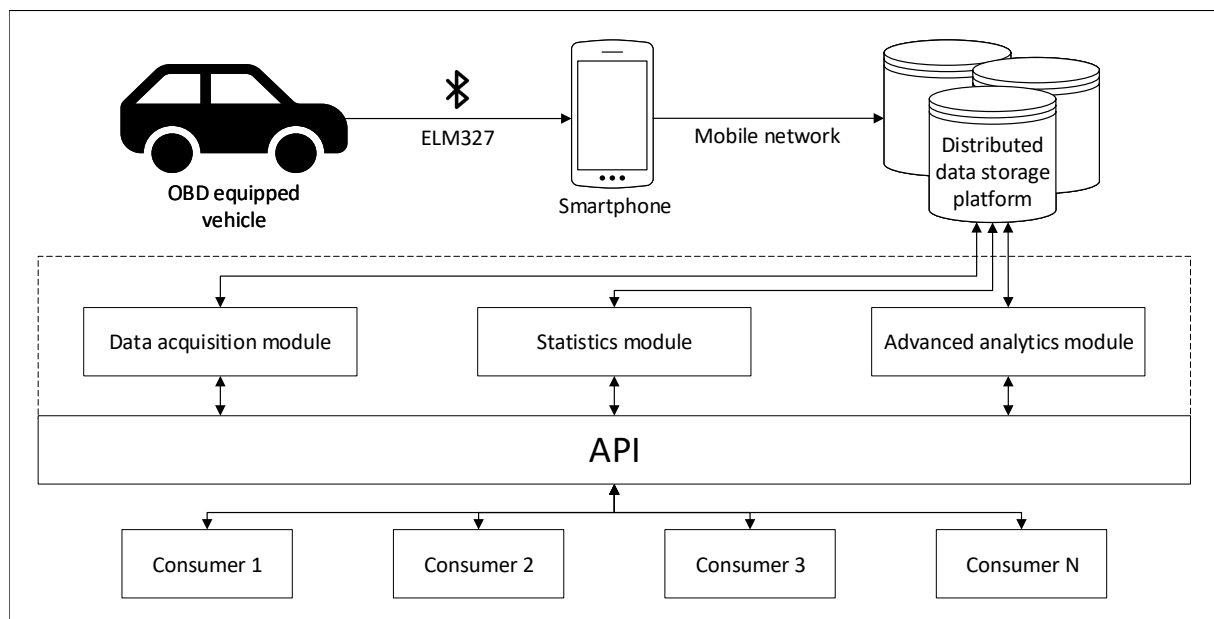 ELM327
Mobile network
OBD equipped
vehicle
Smartphone
Distributed
data storage
platform
Data acquisition module
Statistics module
Advanced analytics module
API
Consumer 1
Consumer 2
Consumer 3
Consumer N